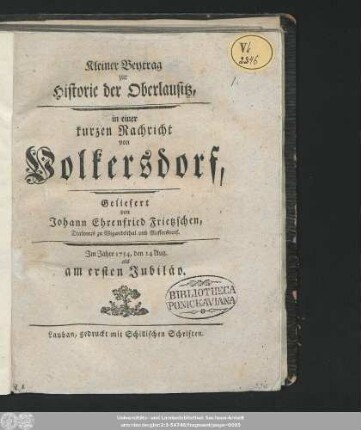 Kleiner Beytrag
zur
Historie der Oberlausitz,
in einer
kurzen Nachricht
von
Volkersdorf,
Geliefert
von
Johann Ehrenfried Frietzschen,
Im Jahre 1754. den 14 Aug.
als
am ersten Jubiläo.
Lauban, gedruckt mit Schillischen Schriften.
BIBLIOTHECA
PONICKAVIANA